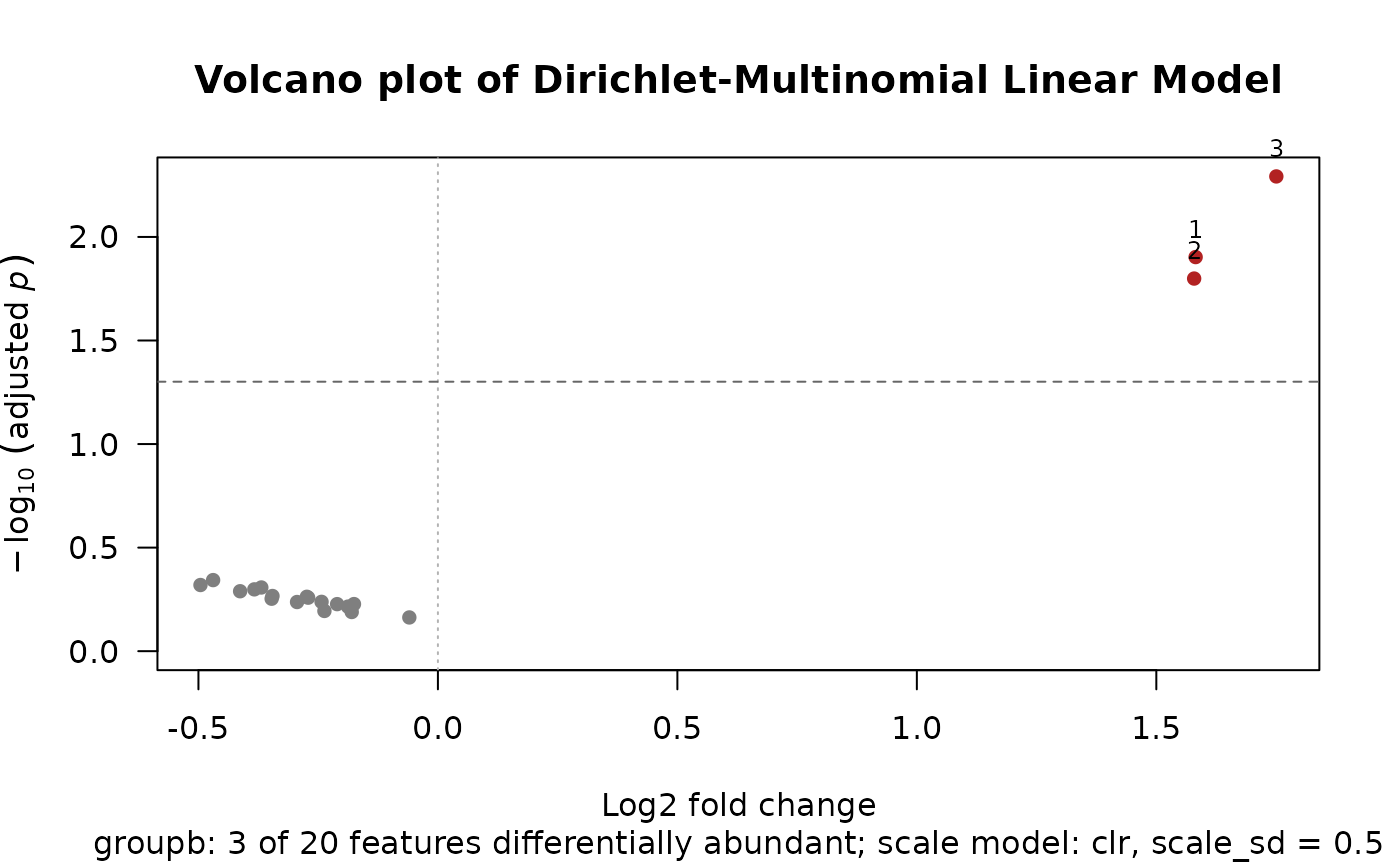 Volcano plot of Dirichlet-Multinomial Linear Model
3
1
2
2.0
1.5
1.0
0.5
0.0
−log10 (adjusted p)
-0.5 0.0 0.5 1.0 1.5
Log2 fold change
groupb: 3 of 20 features differentially abundant; scale model: clr, scale_sd = 0.5